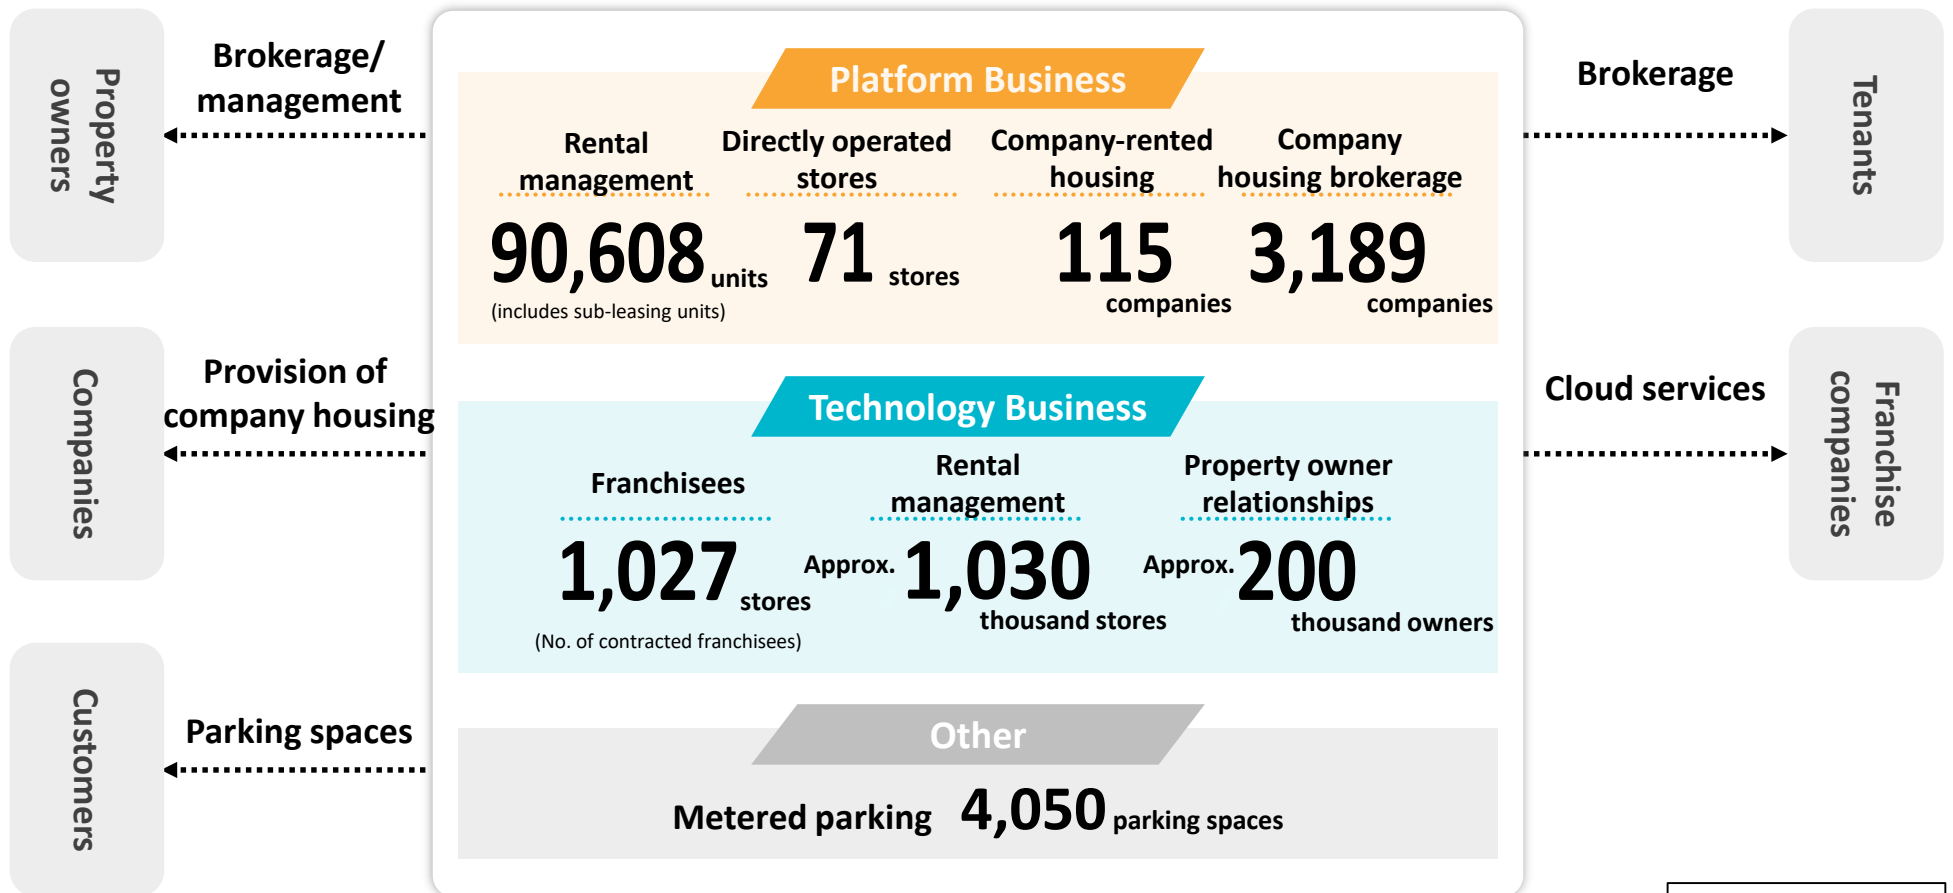 Property
owners
Brokerage/
management
Companies
Provision of
company housing
Customers
Parking spaces
Platform Business
Rental
management
90,608 units
(includes sub-leasing units)
Directly operated
stores
71 stores
Company-rented
housing
115
companies
Company
housing brokerage
3,189
companies
Technology Business
Franchisees
1,027 stores
(No. of contracted franchisees)
Rental
management
Approx. 1,030
thousand stores
Property owner
relationships
Approx. 200
thousand owners
Other
Metered parking 4,050 parking spaces
Brokerage
Tenants
Cloud services
Franchise
companies